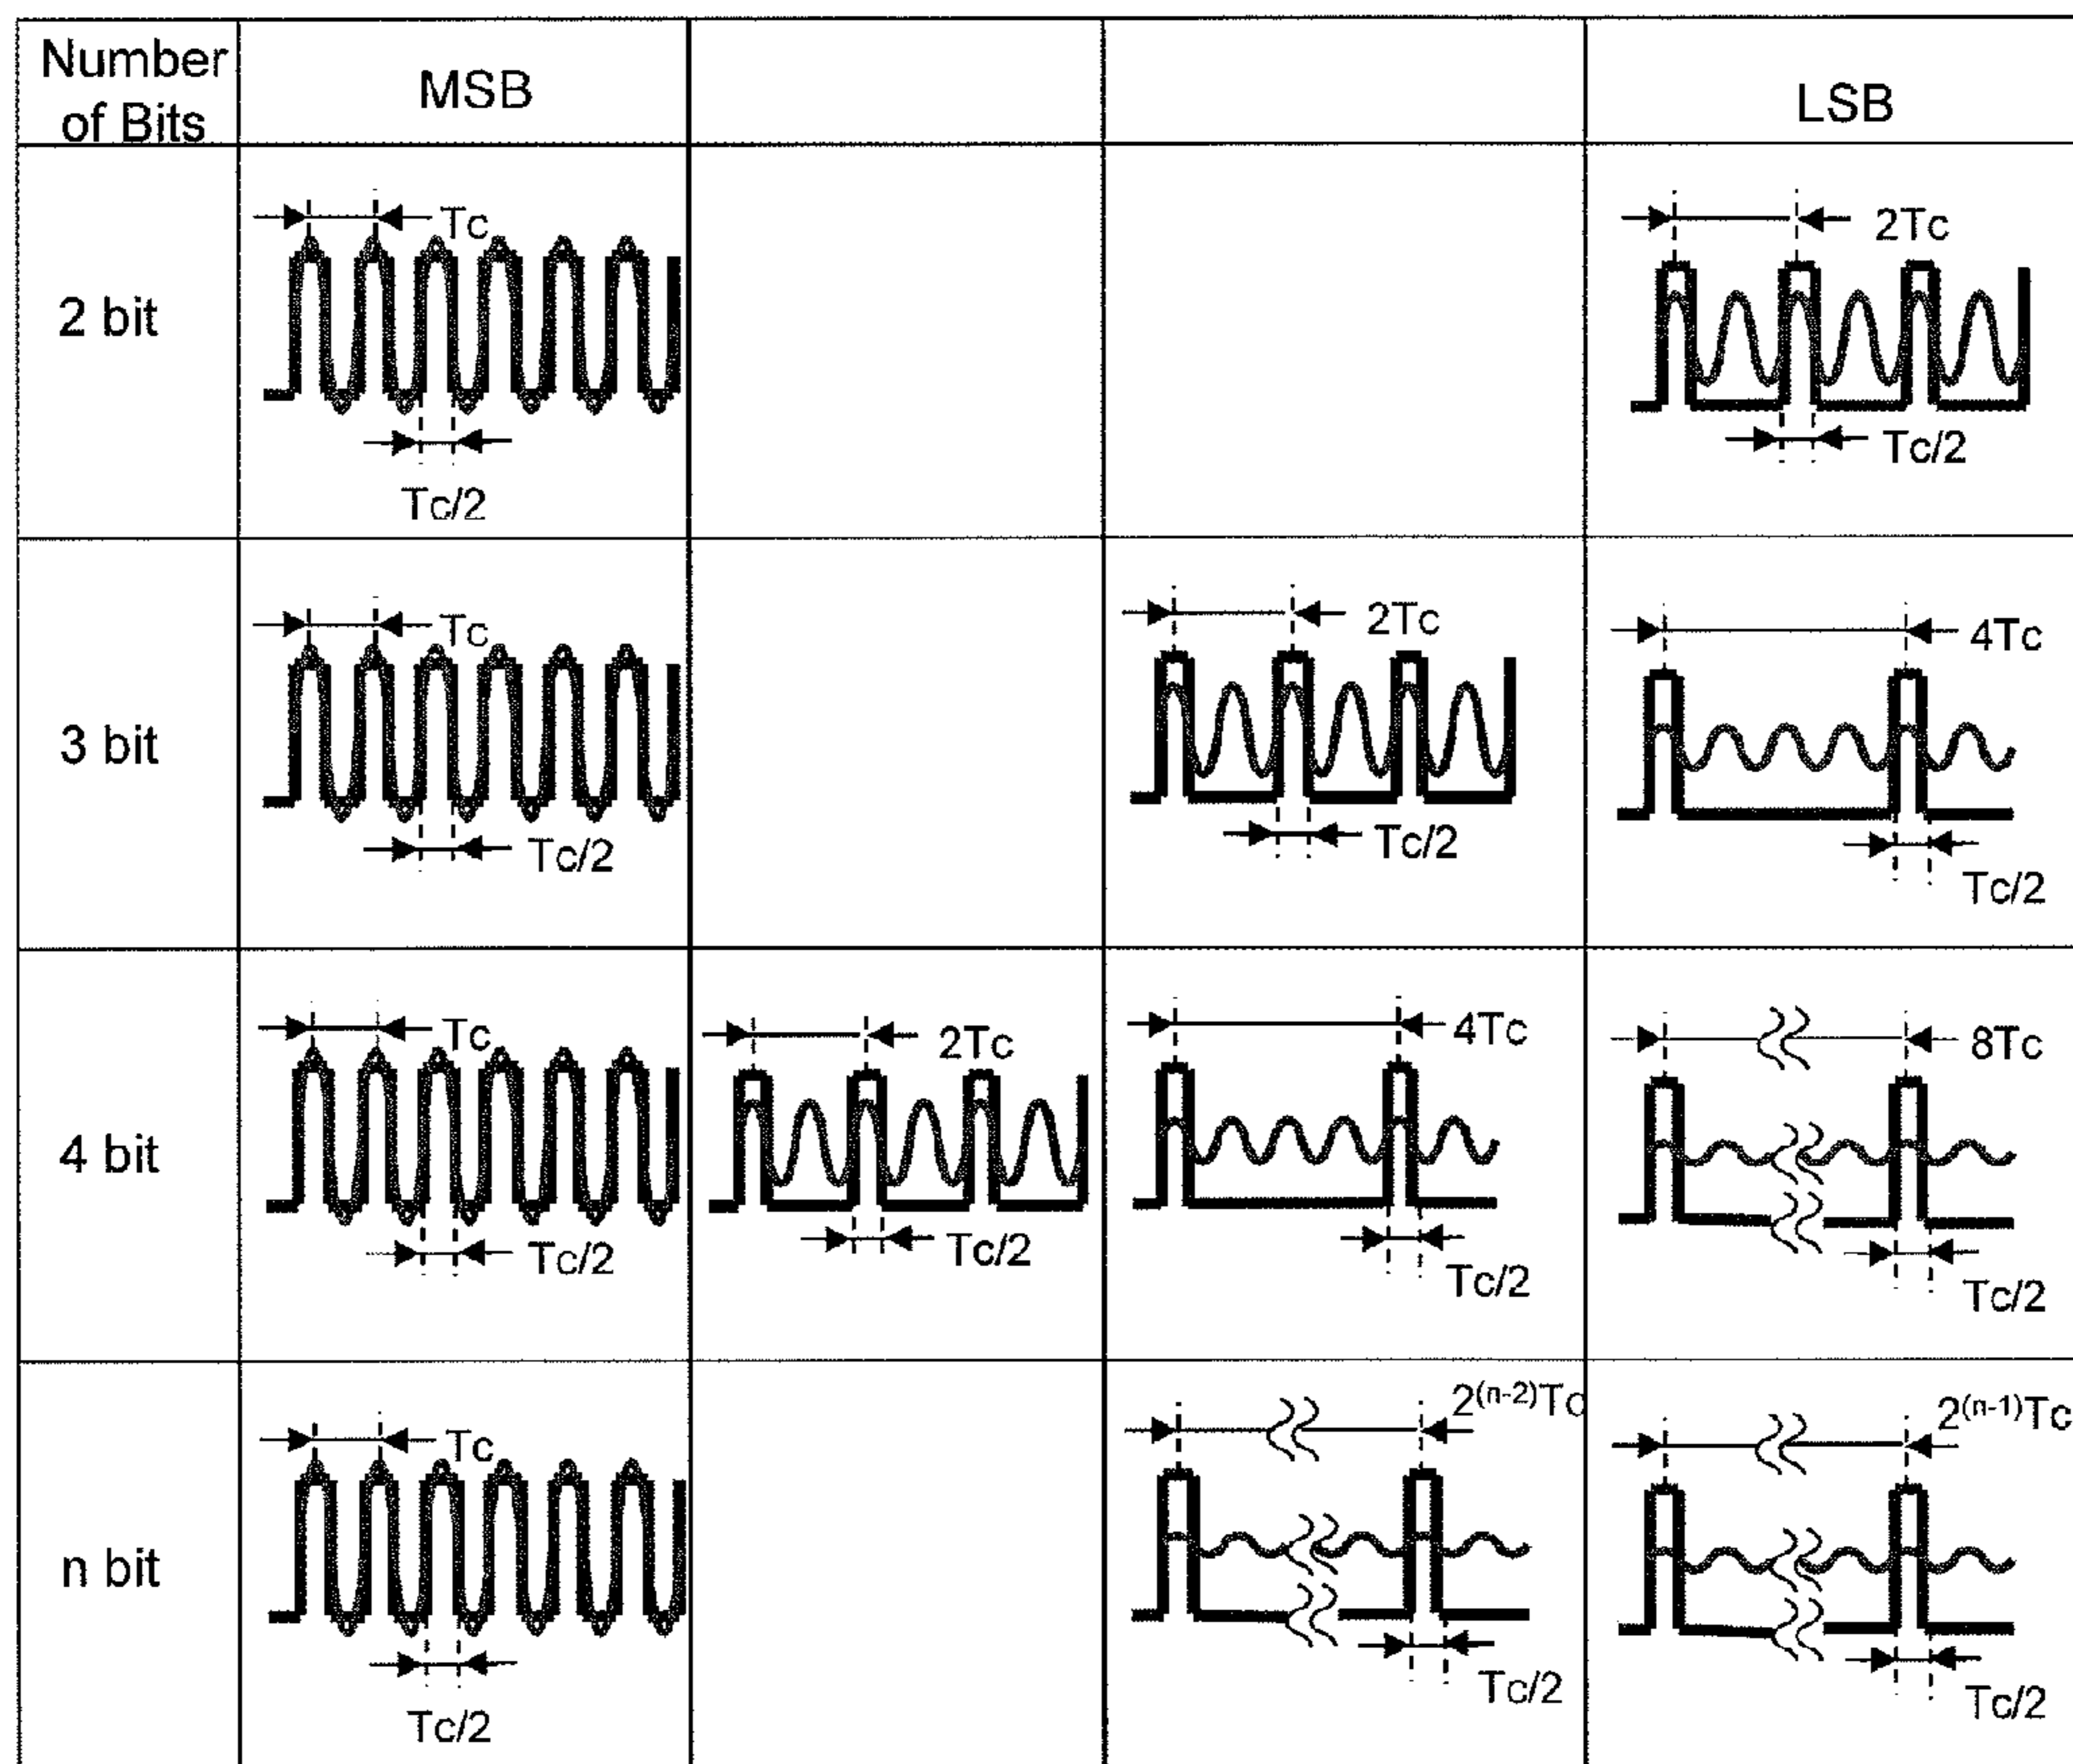 Number
of Bits
MSB
LSB
2 bit
Tc
Tc/2
2Tc
Tc/2
3 bit
Tc
Tc/2
2Tc
Tc/2
4Tc
Tc/2
4 bit
Tc
Tc/2
2Tc
Tc/2
4Tc
Tc/2
8Tc
Tc/2
n bit
Tc
Tc/2
2(n-2)Tc
Tc/2
2(n-1)Tc
Tc/2